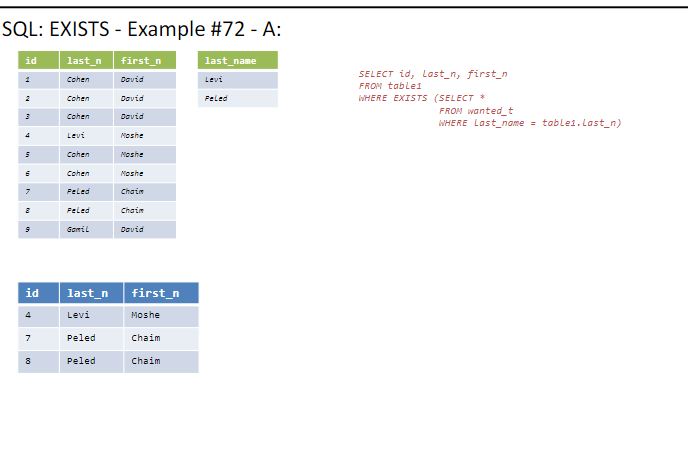 SQL: EXISTS - Example #72 - A:
id last_n first_n
1 Cohen David
2 Cohen David
3 Cohen David
4 Levi Moshe
5 Cohen Moshe
6 Cohen Moshe
7 Peled Chaim
8 Peled Chaim
9 Gamil David
last_name
Levi
Peled
SELECT id, last_n, first_n
FROM table1
WHERE EXISTS (SELECT *
FROM wanted_t
WHERE last_name = table1.last_n)
id last_n first_n
4 Levi Moshe
7 Peled Chaim
8 Peled Chaim